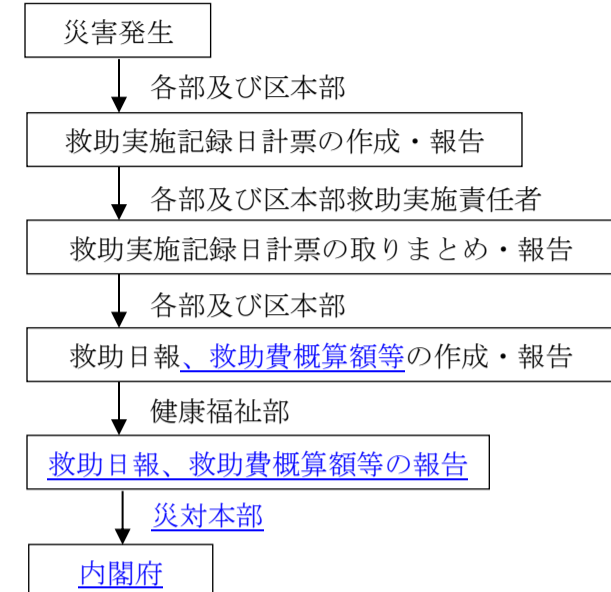 災害発生
各部及び区本部
救助実施記録日計票の作成・報告
各部及び区本部救助実施責任者
救助実施記録日計票の取りまとめ・報告
各部及び区本部
救助日報、救助費概算額等の作成・報告
健康福祉部
救助日報、救助費概算額等の報告
災対本部
内閣府